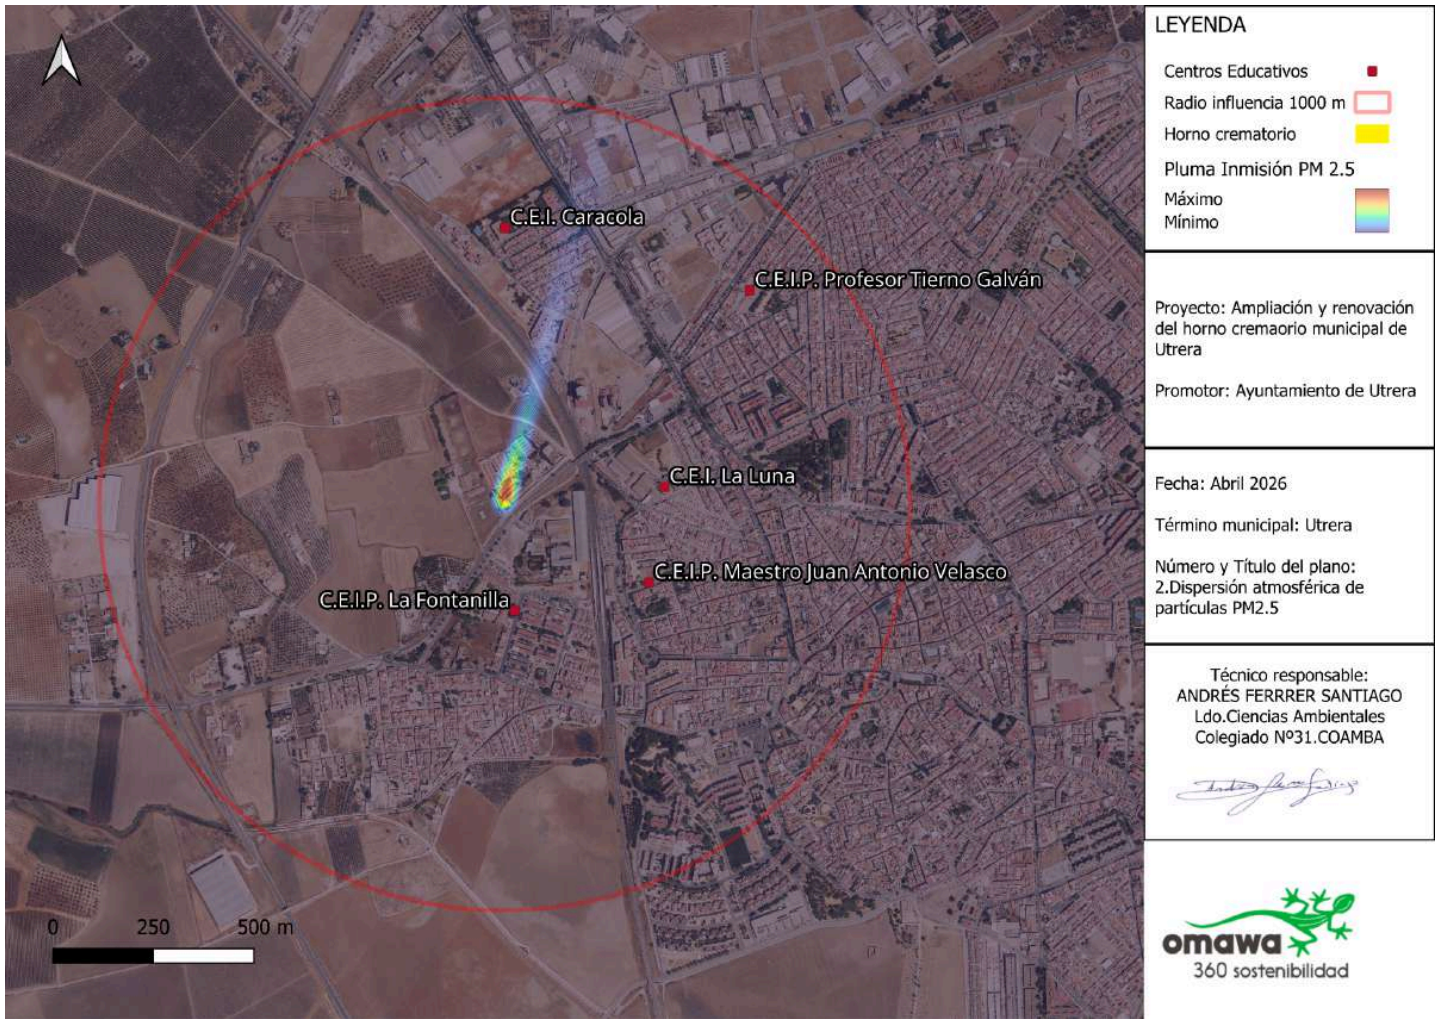 C.E.I. Caracola
C.E.I.P. Profesor Tierno Galván
C.E.I. La Luna
C.E.I.P. Maestro Juan Antonio Velasco
C.E.I.P. La Fontanilla
0 250 500 m
LEYENDA
Centros Educativos
Radio influencia 1000 m
Horno crematorio
Pluma Inmisión PM 2.5
Máximo
Mínimo
Proyecto: Ampliación y renovación
del horno cremaorio municipal de
Utrera
Promotor: Ayuntamiento de Utrera
Fecha: Abril 2026
Término municipal: Utrera
Número y Título del plano:
2.Dispersión atmosférica de
partículas PM2.5
Técnico responsable:
ANDRÉS FERRRER SANTIAGO
Ldo.Ciencias Ambientales
Colegiado Nº31.COAMBA
omawa
360 sostenibilidad